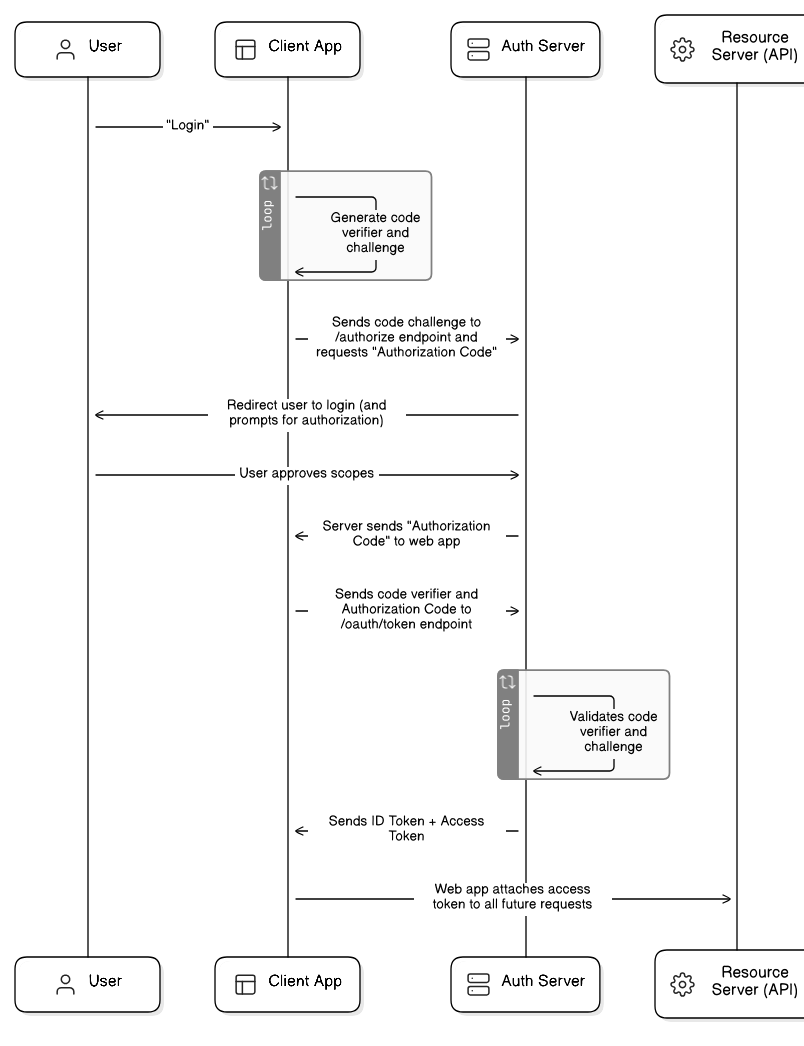 User
Client App
Auth Server
Resource
Server (API)
"Login"
loop
Generate code
verifier and
challenge
Sends code challenge to
/authorize endpoint and
requests "Authorization Code"
Redirect user to login (and
prompts for authorization)
User approves scopes
Server sends "Authorization
Code" to web app
Sends code verifier and
Authorization Code to
/oauth/token endpoint
loop
Validates code
verifier and
challenge
Sends ID Token + Access
Token
Web app attaches access
token to all future requests
User
Client App
Auth Server
Resource
Server (API)